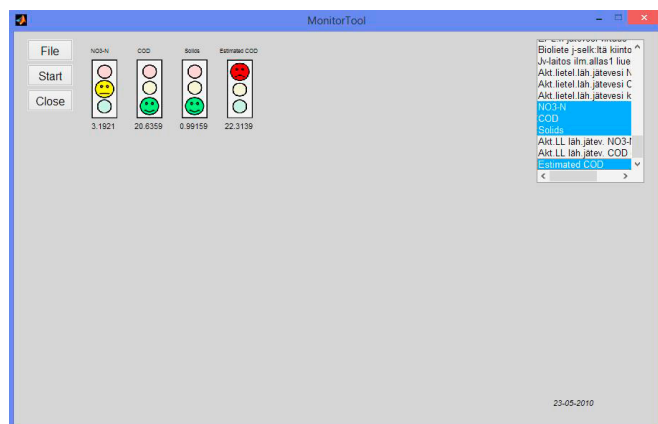 MonitorTool
File
Start
Close
NO3-N COD Solids Estimated COD
3.1921 20.6359 0.99159 22.3139
Bioliete j-selk:ltä kiinto
Jv-laitos ilm.allas1 liue
Akt.lietel.läh.jätevesi N
Akt.lietel.läh.jätevesi C
Akt.lietel.läh.jätevesi k
NO3-N
COD
Solids
Akt.LL läh.jätev. NO3-N
Akt.LL läh.jätev. COD
Estimated COD
23-05-2010